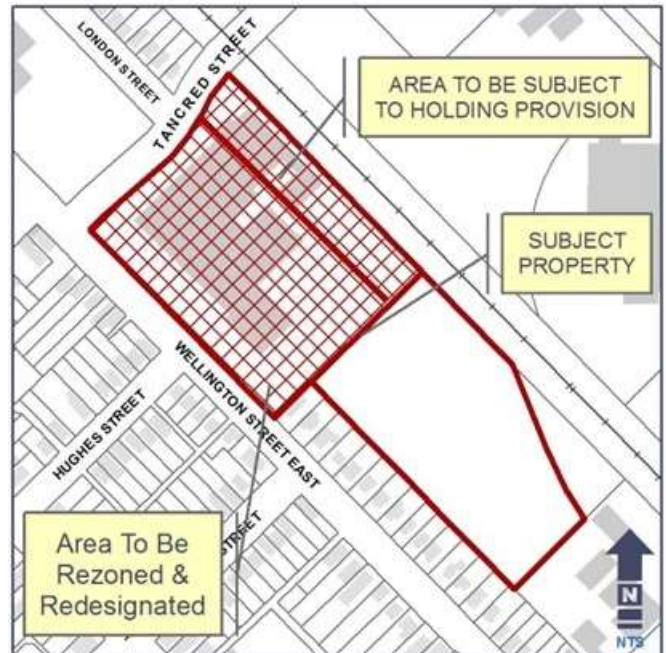 LONDON STREET
TANCRED STREET
AREA TO BE SUBJECT
TO HOLDING PROVISION
SUBJECT
PROPERTY
WELLINGTON STREET EAST
HUGHES STREET
STREET
Area To Be
Rezoned &
Redesignated
N
NTS